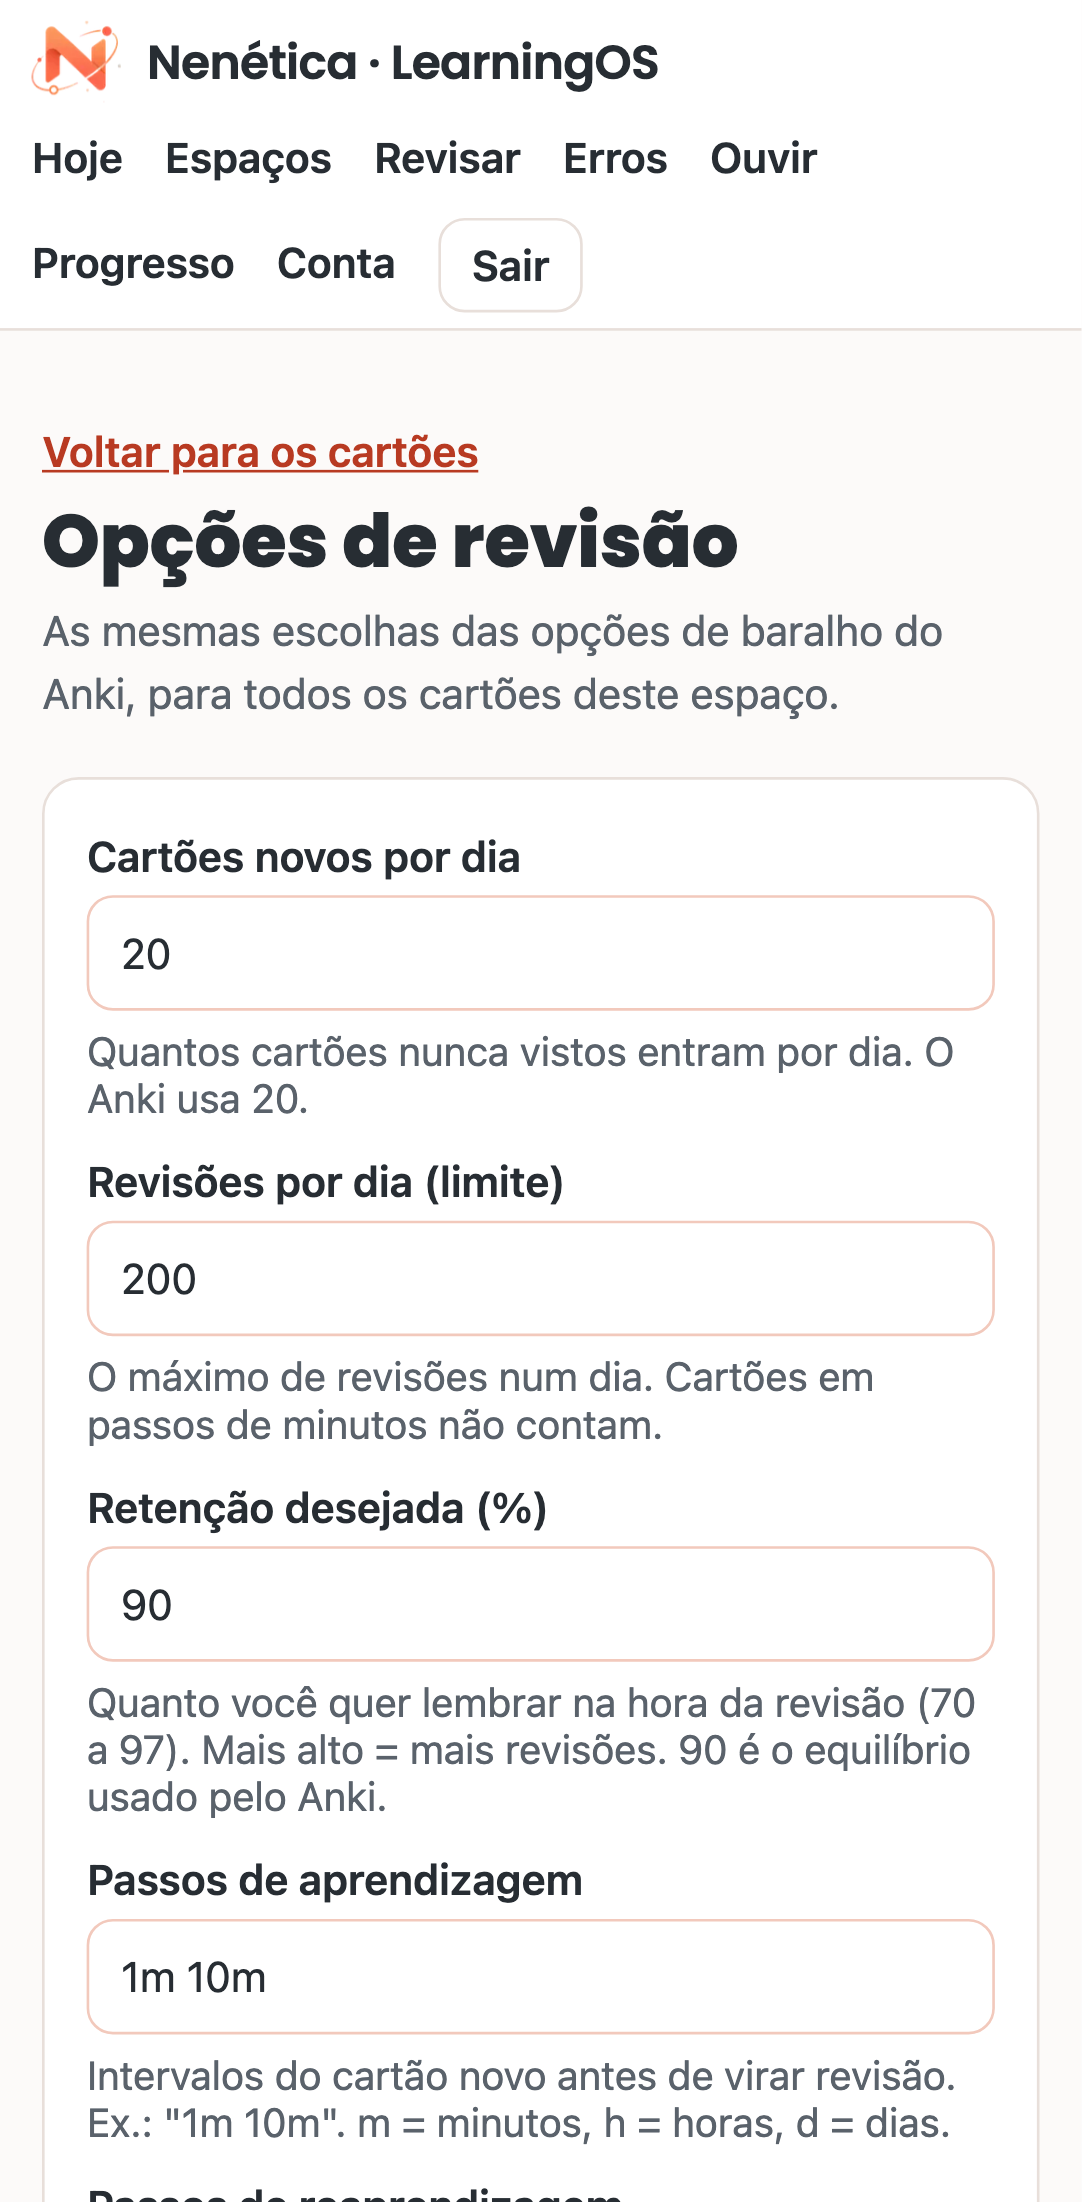 Nenética · LearningOS
Hoje Espaços Revisar Erros Ouvir
Progresso Conta Sair
Voltar para os cartões
Opções de revisão
As mesmas escolhas das opções de baralho do
Anki, para todos os cartões deste espaço.
Cartões novos por dia
20
Quantos cartões nunca vistos entram por dia. O
Anki usa 20.
Revisões por dia (limite)
200
O máximo de revisões num dia. Cartões em
passos de minutos não contam.
Retenção desejada (%)
90
Quanto você quer lembrar na hora da revisão (70
a 97). Mais alto = mais revisões. 90 é o equilíbrio
usado pelo Anki.
Passos de aprendizagem
1m 10m
Intervalos do cartão novo antes de virar revisão.
Ex.: "1m 10m". m = minutos, h = horas, d = dias.
Passos de reaprendizagem